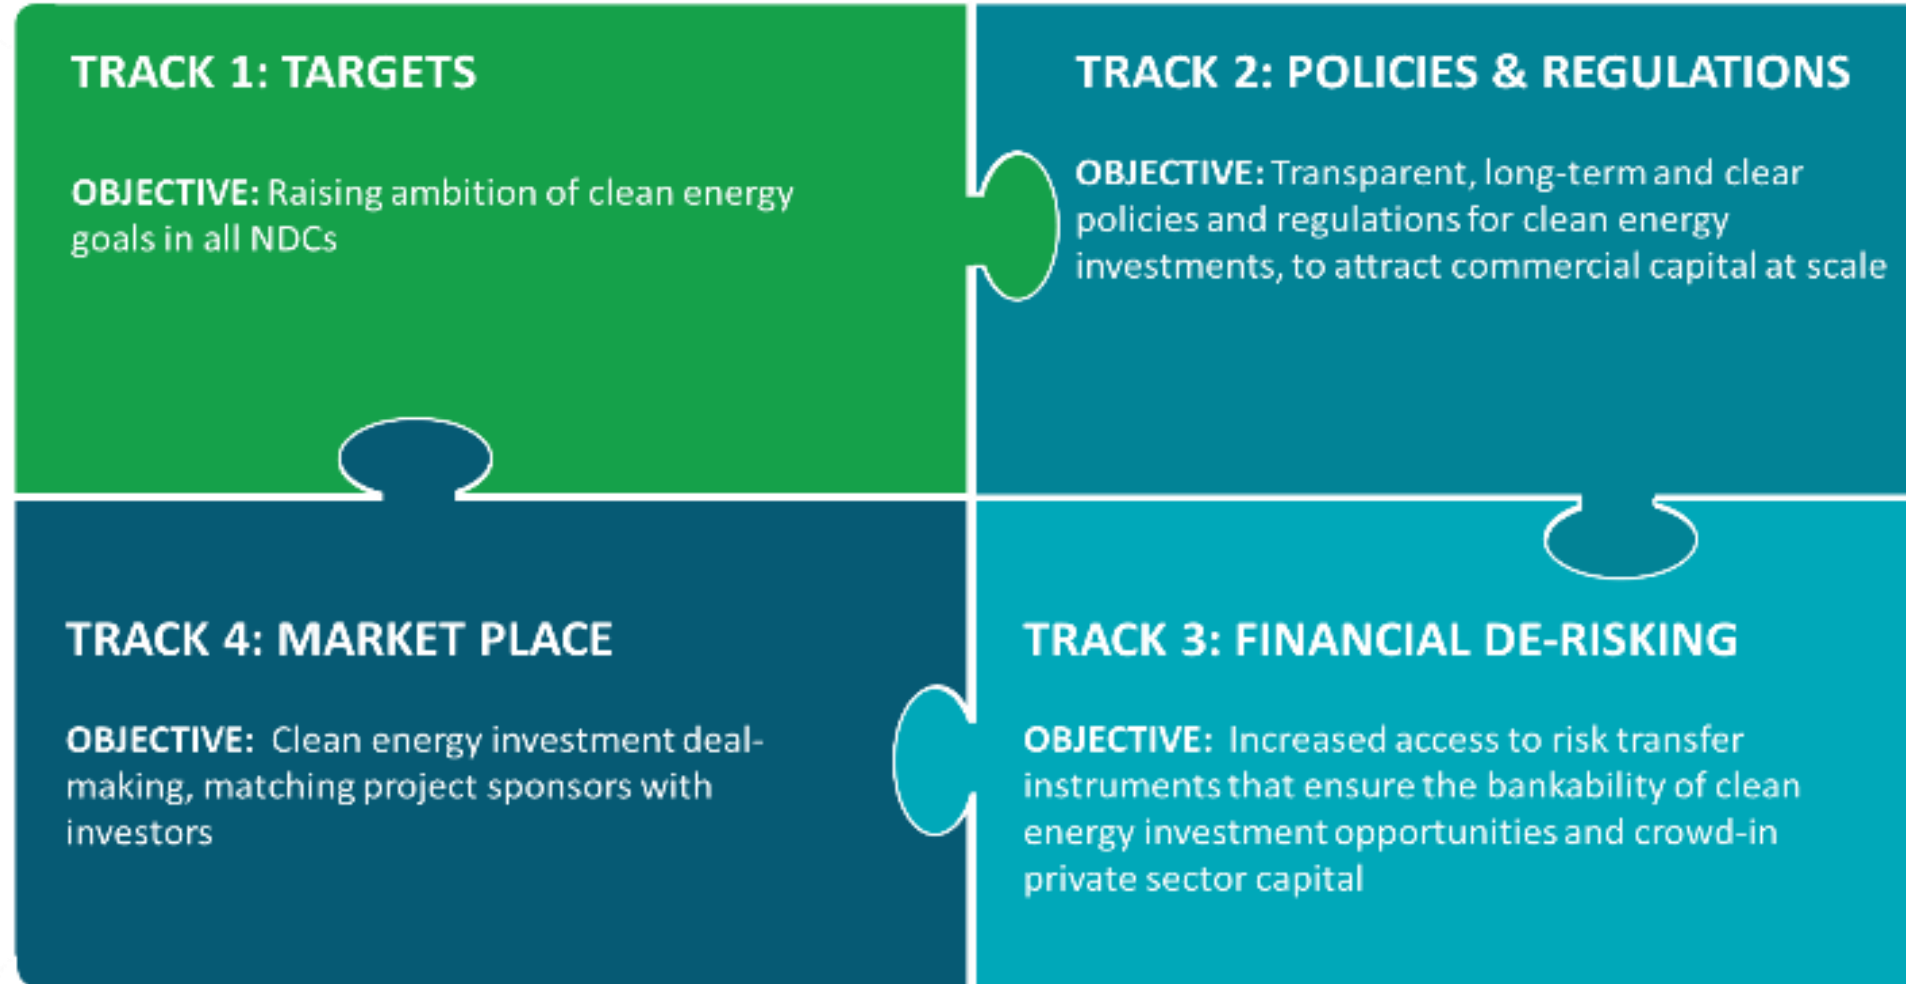 TRACK 1: TARGETS
OBJECTIVE: Raising ambition of clean energy
goals in all NDCs
TRACK 2: POLICIES & REGULATIONS
OBJECTIVE: Transparent, long-term and clear
policies and regulations for clean energy
investments, to attract commercial capital at scale
TRACK 4: MARKET PLACE
OBJECTIVE: Clean energy investment deal-
making, matching project sponsors with
investors
TRACK 3: FINANCIAL DE-RISKING
OBJECTIVE: Increased access to risk transfer
instruments that ensure the bankability of clean
energy investment opportunities and crowd-in
private sector capital